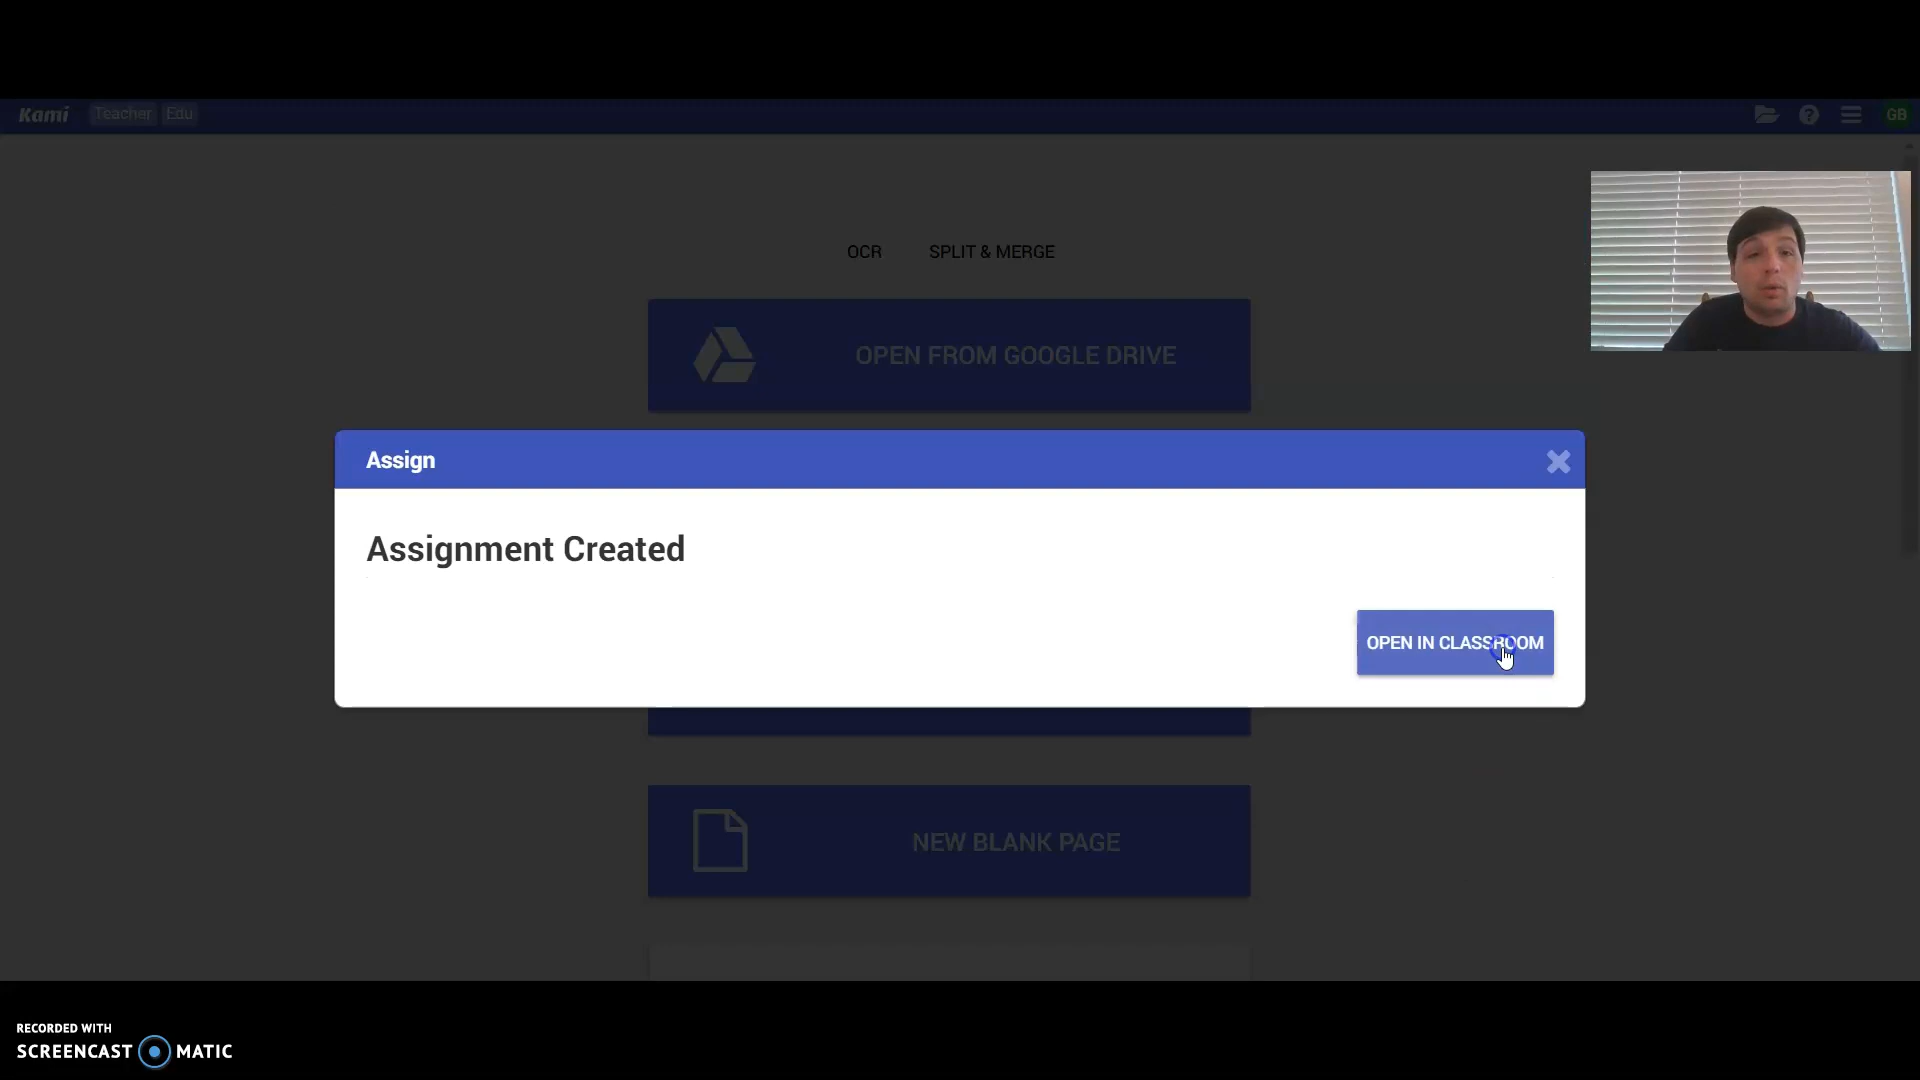 Kami Teacher Edu
GB
OCR SPLIT & MERGE
OPEN FROM GOOGLE DRIVE
Assign
Assignment Created
OPEN IN CLASSROOM
NEW BLANK PAGE
RECORDED WITH
SCREENCAST MATIC